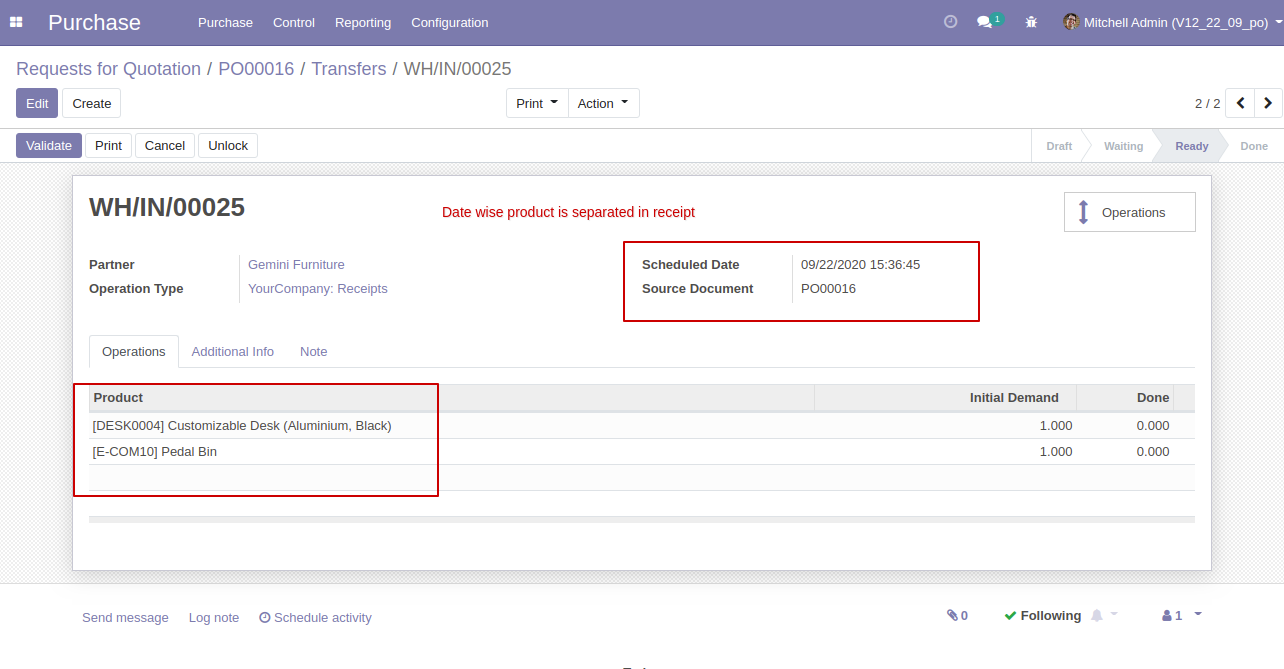 Purchase Purchase Control Reporting Configuration 1 Mitchell Admin (V12_22_09_po)
Requests for Quotation / PO00016 / Transfers / WH/IN/00025
Edit Create Print Action 2 / 2
Validate Print Cancel Unlock Draft Waiting Ready Done
WH/IN/00025 Date wise product is separated in receipt Operations
Partner Gemini Furniture Scheduled Date 09/22/2020 15:36:45
Operation Type YourCompany: Receipts Source Document PO00016
Operations Additional Info Note
Product Initial Demand Done
[DESK0004] Customizable Desk (Aluminium, Black) 1.000 0.000
[E-COM10] Pedal Bin 1.000 0.000
Send message Log note Schedule activity 0 Following 1